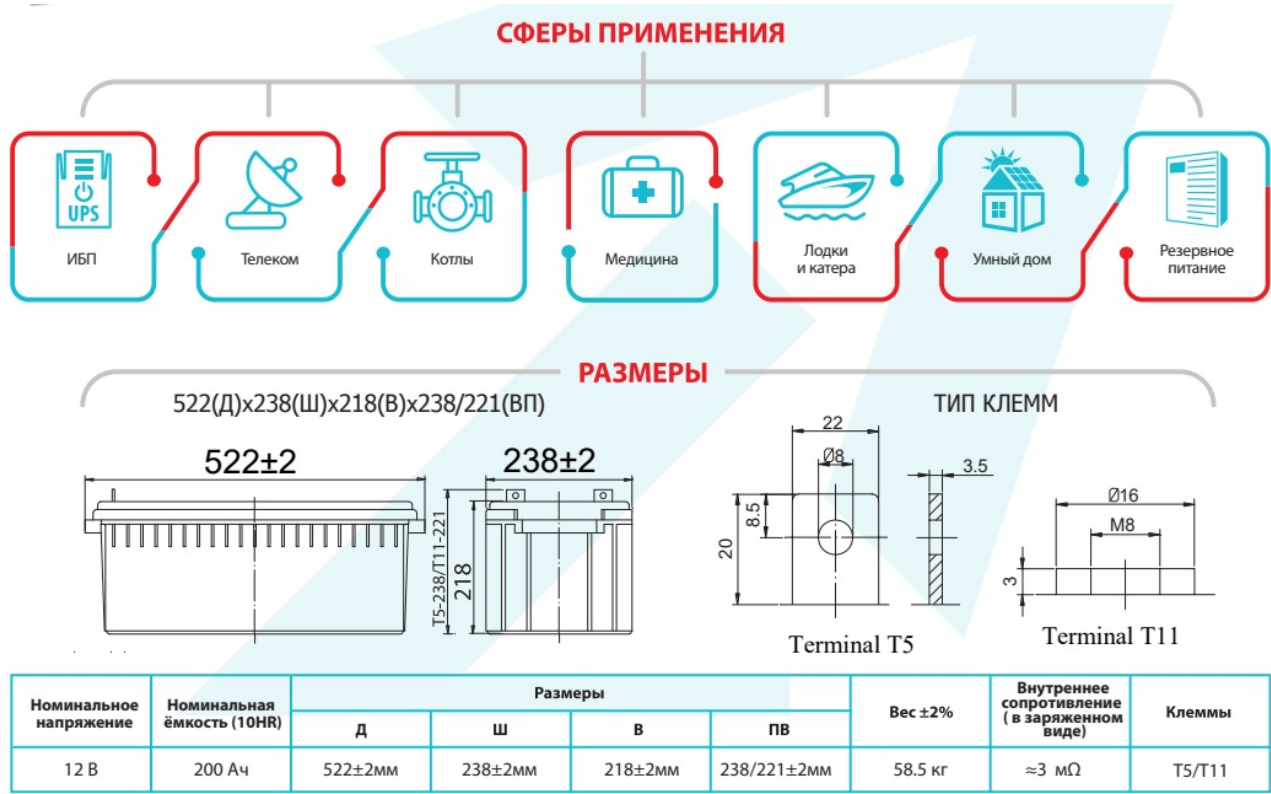 СФЕРЫ ПРИМЕНЕНИЯ
UPS
ИБП
Телеком
Котлы
Медицина
Лодки
и катера
Умный дом
Резервное
питание
РАЗМЕРЫ
522(Д)x238(Ш)x218(В)x238/221(ВП)
ТИП КЛЕММ
522±2
238±2
T5-238/T11-221
218
22
Ø8
3.5
8.5
20
Terminal T5
Ø16
M8
3
Terminal T11
Номинальное
напряжение
Номинальная
ёмкость (10HR)
Размеры
Д
Ш
В
ПВ
Вес ±2%
Внутреннее
сопротивление
( в заряженном
виде)
Клеммы
12 В
200 Ач
522±2мм
238±2мм
218±2мм
238/221±2мм
58.5 кг
≈3 мΩ
T5/T11